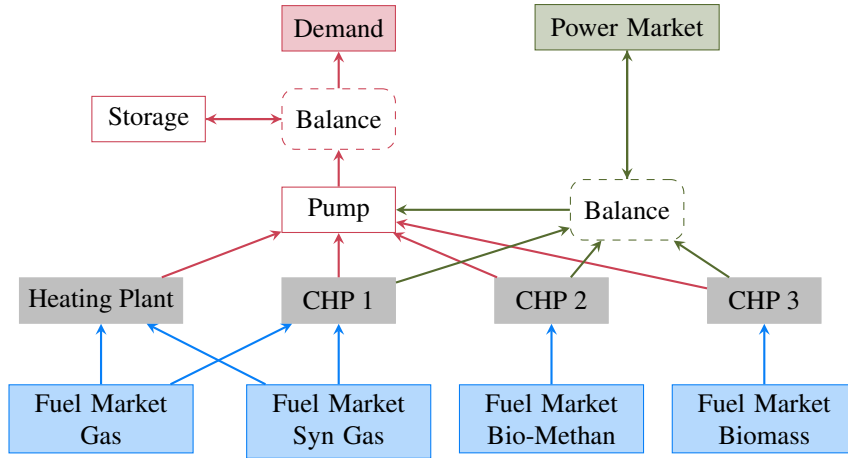 Demand
Power Market
Storage
Balance
Pump
Balance
Heating Plant
CHP 1
CHP 2
CHP 3
Fuel Market
Gas
Fuel Market
Syn Gas
Fuel Market
Bio-Methan
Fuel Market
Biomass